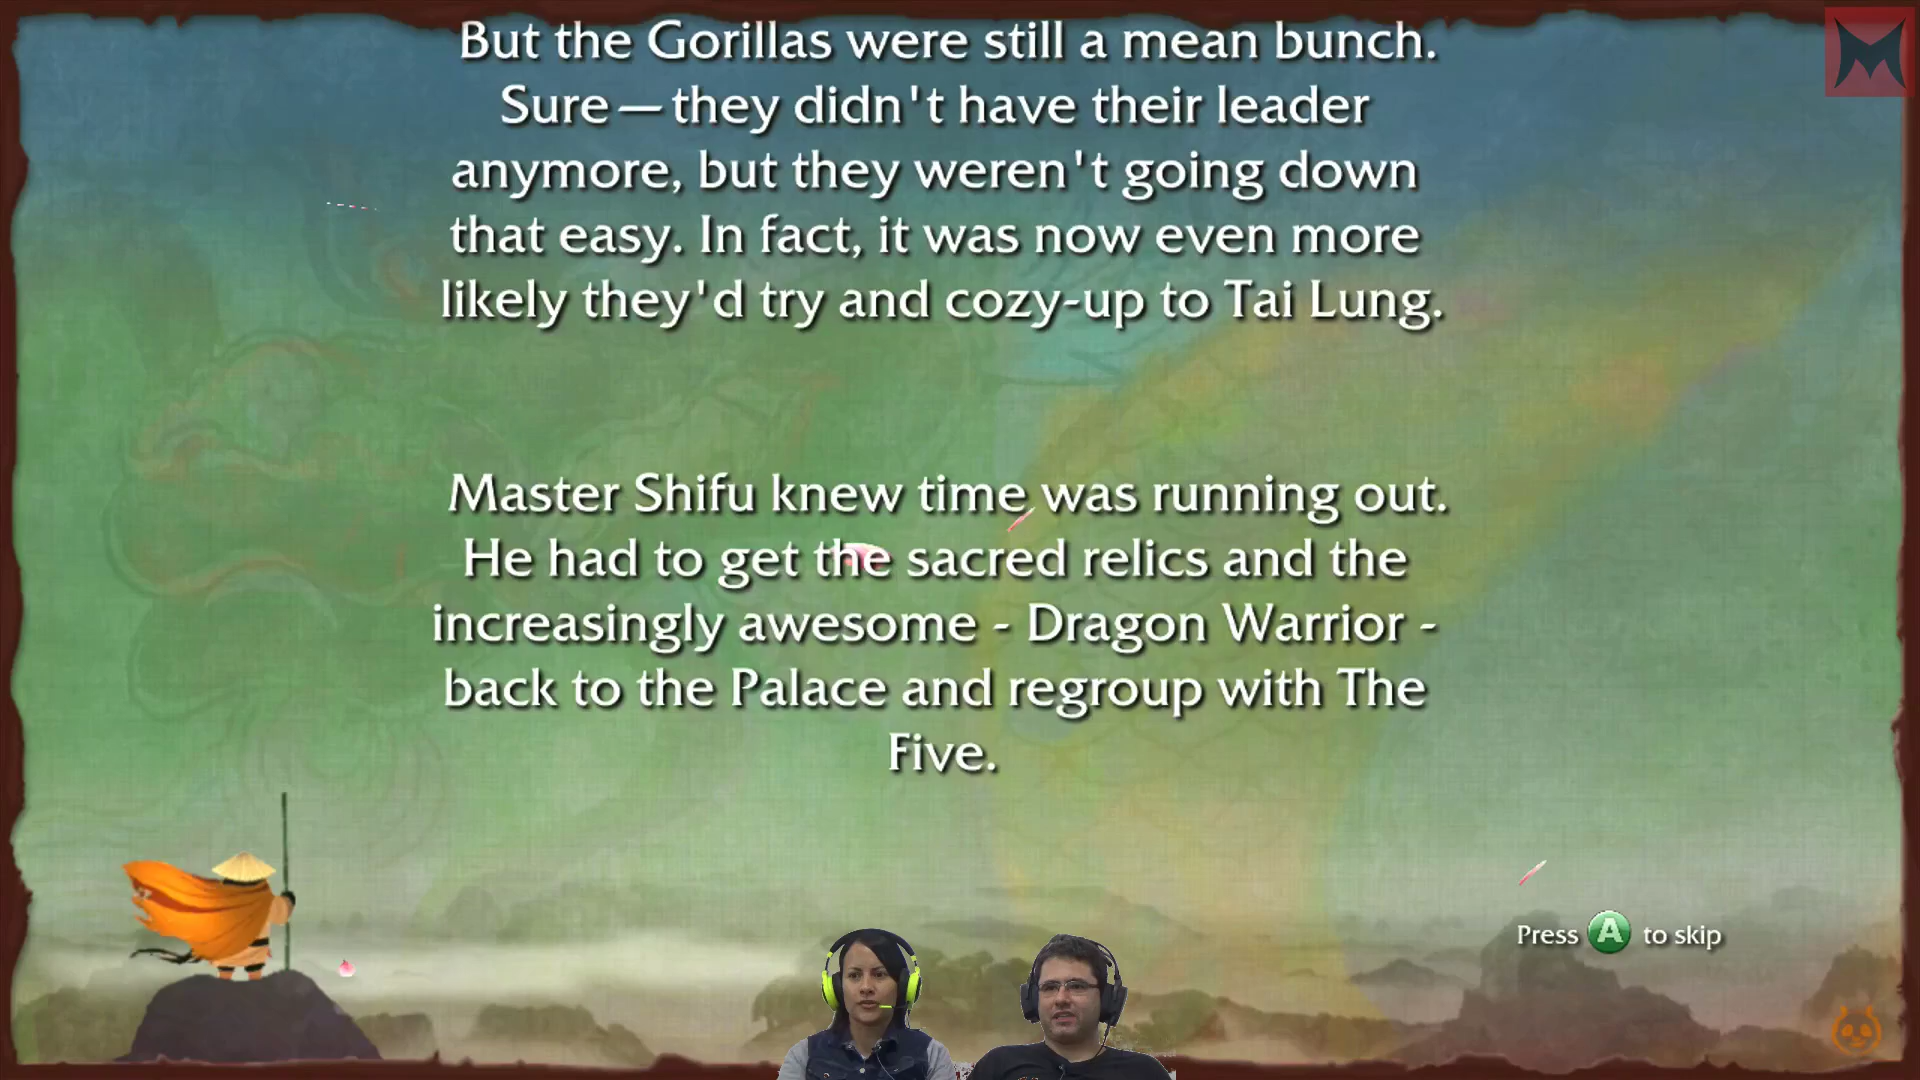 But the Gorillas were still a mean bunch.
Sure—they didn't have their leader
anymore, but they weren't going down
that easy. In fact, it was now even more
likely they'd try and cozy-up to Tai Lung.
Master Shifu knew time was running out.
He had to get the sacred relics and the
increasingly awesome - Dragon Warrior -
back to the Palace and regroup with The
Five.
Press A to skip